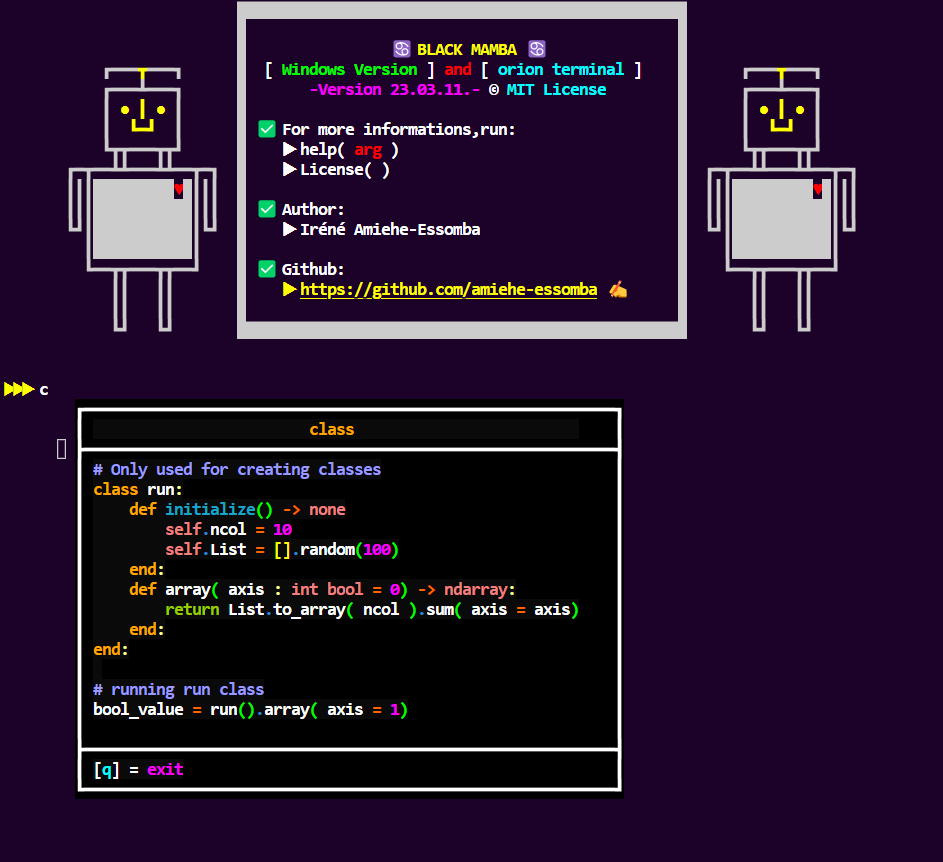 ♋ BLACK MAMBA ♋
[ Windows Version ] and [ orion terminal ]
-Version 23.03.11.- © MIT License
✅ For more informations,run:
▶help( arg )
▶License( )
✅ Author:
▶Iréné Amiehe-Essomba
✅ Github:
▶https://github.com/amiehe-essomba ✍
▶▶▶ c
class
# Only used for creating classes
class run:
    def initialize() -> none
        self.ncol = 10
        self.List = [].random(100)
    end:
    def array( axis : int bool = 0) -> ndarray:
        return List.to_array( ncol ).sum( axis = axis)
    end:
end:
# running run class
bool_value = run().array( axis = 1)
[q] = exit